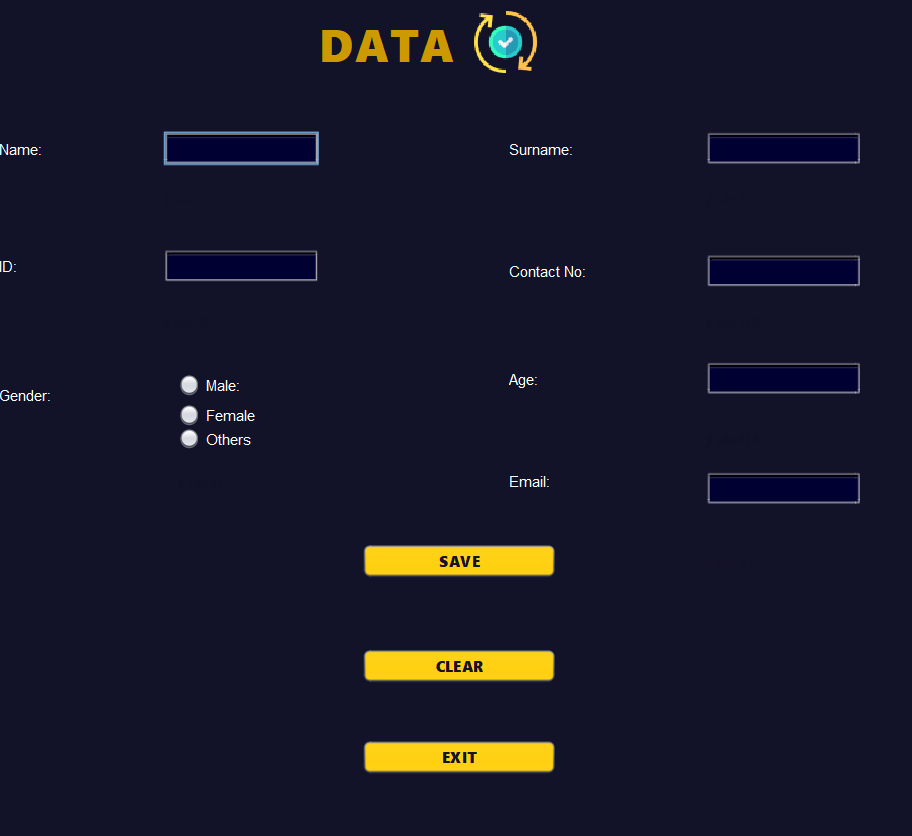 DATA
Name:
Surname:
ID:
Contact No:
Gender:
Male:
Female
Others
Age:
Email:
SAVE
CLEAR
EXIT